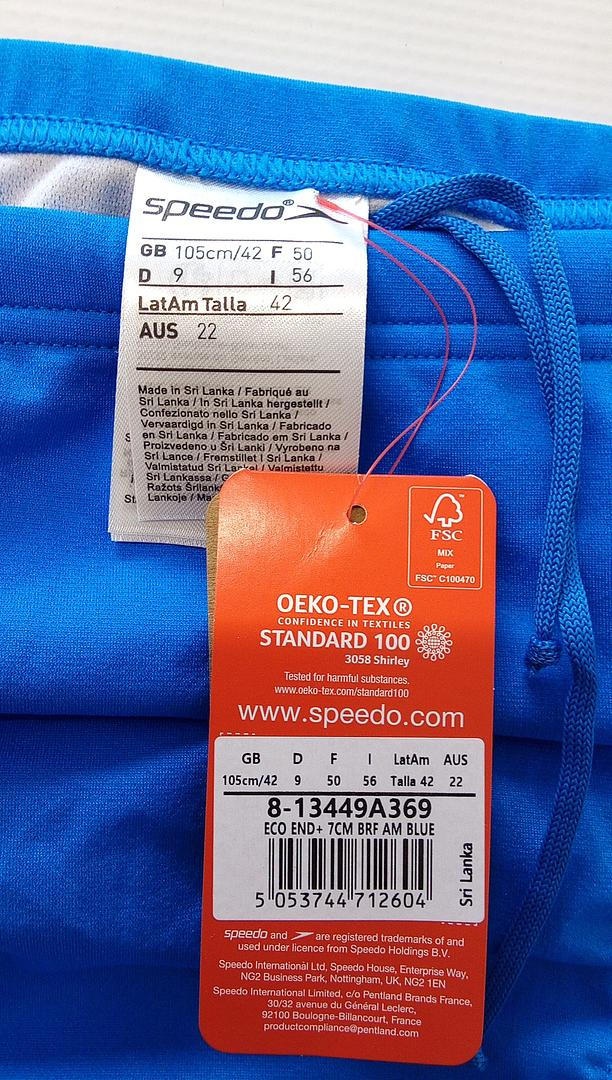 speedo®
GB 105cm/42 F 50
D 9 I 56
LatAm Talla 42
AUS 22
Made in Sri Lanka / Fabriqué au
Sri Lanka / In Sri Lanka hergestellt /
Confezionato nello Sri Lanka /
Vervaardigd in Sri Lanka / Fabricado
en Sri Lanka / Fabricado em Sri Lanka /
Proizvedeno u Šri Lanki / Vyrobeno na
Srí Lance / Fremstillet i Sri Lanka /
Valmistatud Sri Lankal / Valmistettu
Sri Lankassa /
Ražots Šrilank
Lankoje /
FSC
MIX
Paper
FSC™ C100470
OEKO-TEX®
CONFIDENCE IN TEXTILES
STANDARD 100
3058 Shirley
Tested for harmful substances.
www.oeko-tex.com/standard100
www.speedo.com
GB D F I LatAm AUS
105cm/42 9 50 56 Talla 42 22
8-13449A369
ECO END+ 7CM BRF AM BLUE
5 053744 712604
Sri Lanka
speedo and are registered trademarks of and
used under licence from Speedo Holdings B.V.
Speedo International Ltd, Speedo House, Enterprise Way,
NG2 Business Park, Nottingham, UK, NG2 1EN
Speedo International Limited, c/o Pentland Brands France,
30/32 avenue du Général Leclerc,
92100 Boulogne-Billancourt, France
productcompliance@pentland.com